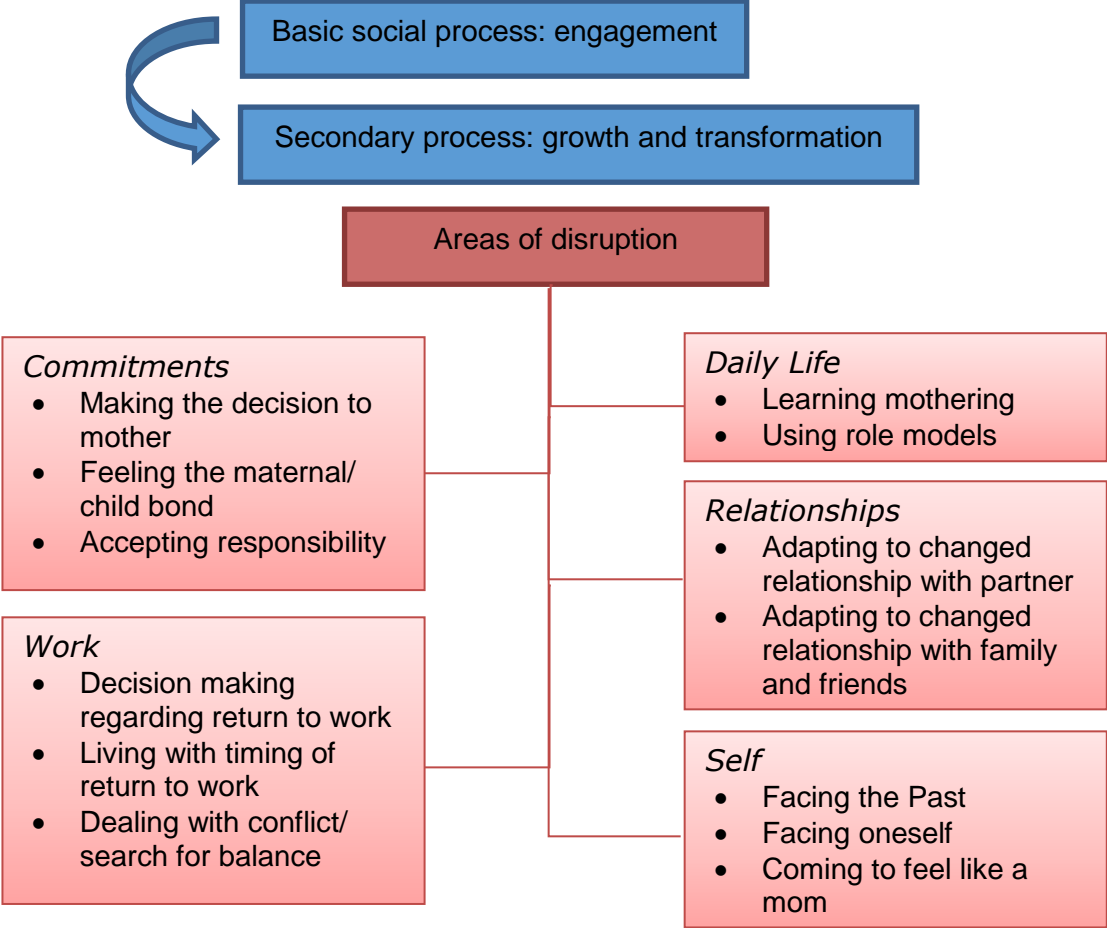 Basic social process: engagement
Secondary process: growth and transformation
Areas of disruption
Commitments
• Making the decision to
mother
• Feeling the maternal/
child bond
• Accepting responsibility
Work
• Decision making
regarding return to work
• Living with timing of
return to work
• Dealing with conflict/
search for balance
Daily Life
• Learning mothering
• Using role models
Relationships
• Adapting to changed
relationship with partner
• Adapting to changed
relationship with family
and friends
Self
• Facing the Past
• Facing oneself
• Coming to feel like a
mom